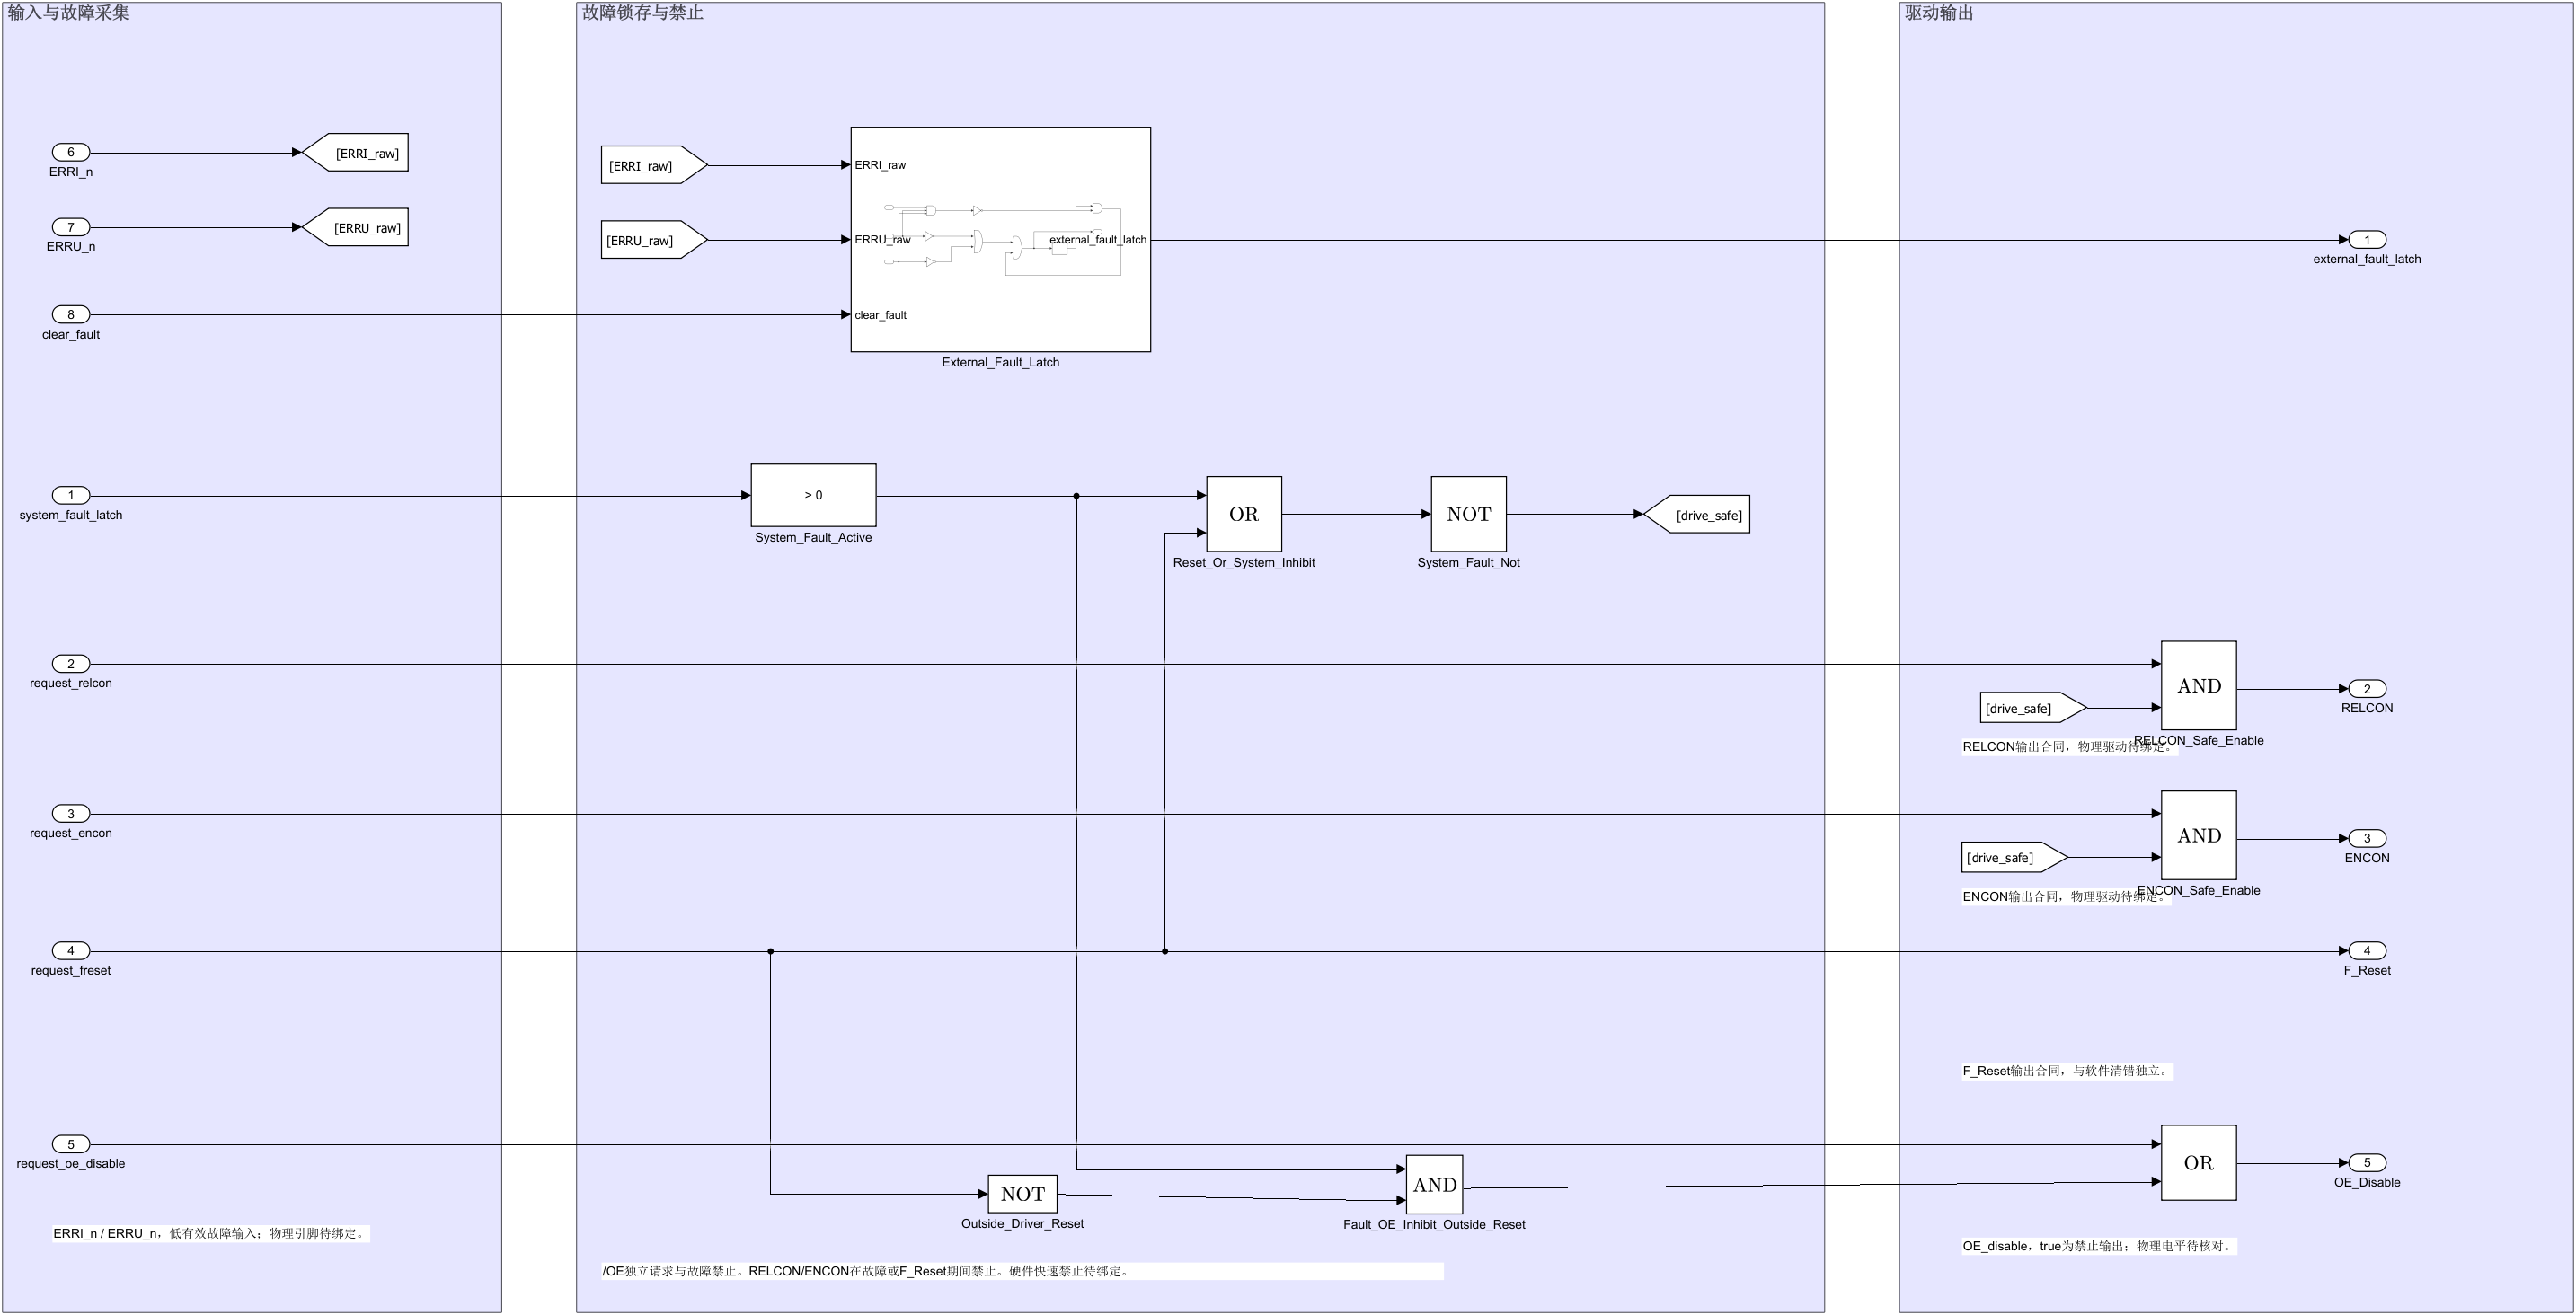 输入与故障采集
6
ERRI_n
[ERRI_raw]
7
ERRU_n
[ERRU_raw]
8
clear_fault
1
system_fault_latch
2
request_relcon
3
request_encon
4
request_freset
5
request_oe_disable
ERRI_n / ERRU_n，低有效故障输入；物理引脚待绑定。
故障锁存与禁止
[ERRI_raw]
[ERRU_raw]
ERRI_raw
ERRU_raw
clear_fault
external_fault_latch
External_Fault_Latch
> 0
System_Fault_Active
OR
Reset_Or_System_Inhibit
NOT
System_Fault_Not
[drive_safe]
NOT
Outside_Driver_Reset
AND
Fault_OE_Inhibit_Outside_Reset
/OE独立请求与故障禁止。RELCON/ENCON在故障或F_Reset期间禁止。硬件快速禁止待绑定。
驱动输出
1
external_fault_latch
AND
[drive_safe]
RELCON_Safe_Enable
2
RELCON
RELCON输出合同，物理驱动待绑定。
AND
[drive_safe]
ENCON_Safe_Enable
3
ENCON
ENCON输出合同，物理驱动待绑定。
4
F_Reset
F_Reset输出合同，与软件清错独立。
OR
5
OE_Disable
OE_disable，true为禁止输出；物理电平待核对。